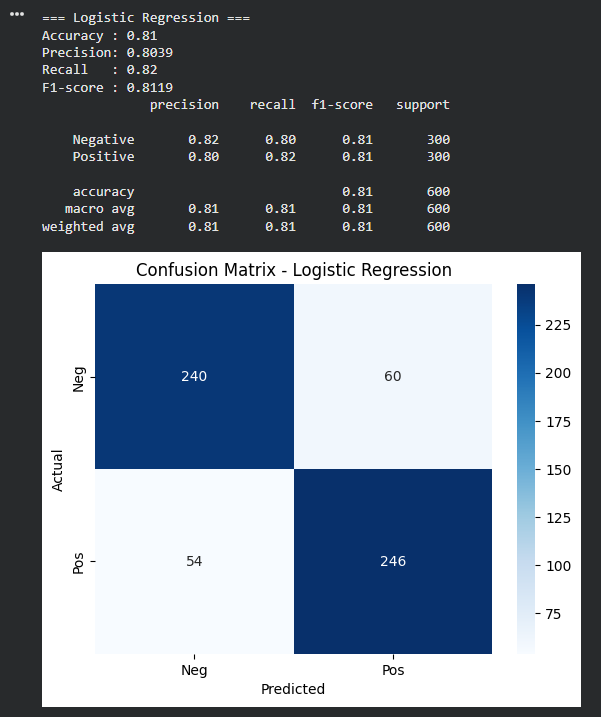 •••
=== Logistic Regression ===
Accuracy : 0.81
Precision: 0.8039
Recall   : 0.82
F1-score : 0.8119
              precision    recall  f1-score   support
    Negative       0.82      0.80      0.81       300
    Positive       0.80      0.82      0.81       300
    accuracy                           0.81       600
   macro avg       0.81      0.81      0.81       600
weighted avg       0.81      0.81      0.81       600
Confusion Matrix - Logistic Regression
Neg
240
60
Pos
54
246
Actual
Neg
Pos
Predicted
225
200
175
150
125
100
75